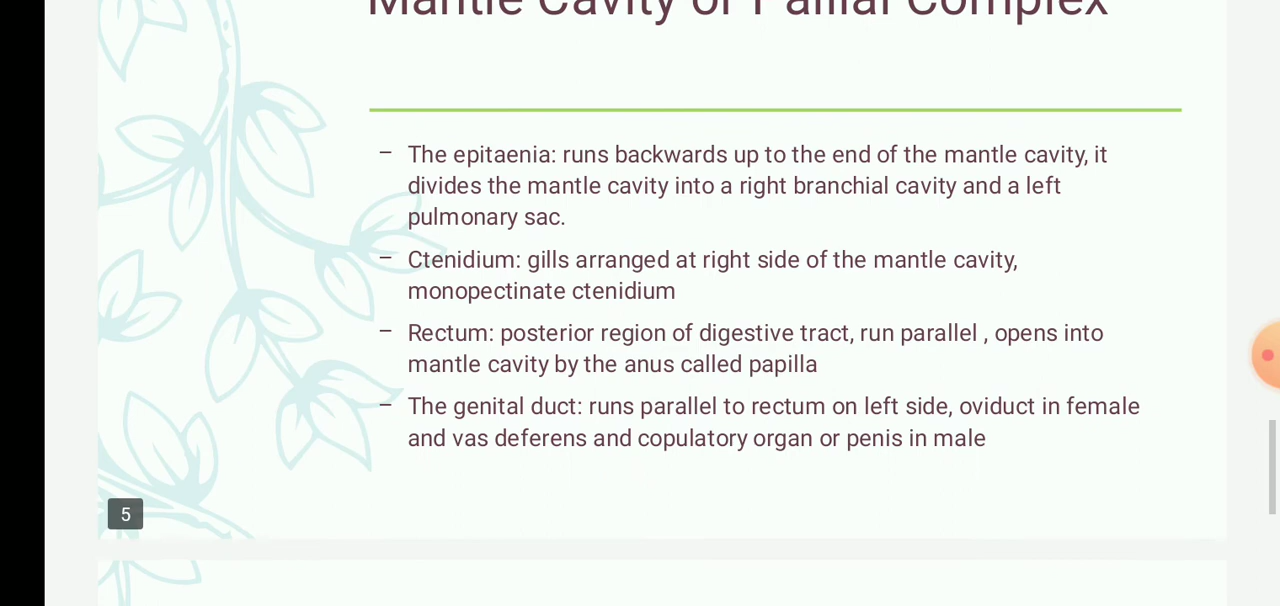 Mantle Cavity or Pallial Complex
– The epitaenia: runs backwards up to the end of the mantle cavity, it
divides the mantle cavity into a right branchial cavity and a left
pulmonary sac.
– Ctenidium: gills arranged at right side of the mantle cavity,
monopectinate ctenidium
– Rectum: posterior region of digestive tract, run parallel , opens into
mantle cavity by the anus called papilla
– The genital duct: runs parallel to rectum on left side, oviduct in female
and vas deferens and copulatory organ or penis in male
5